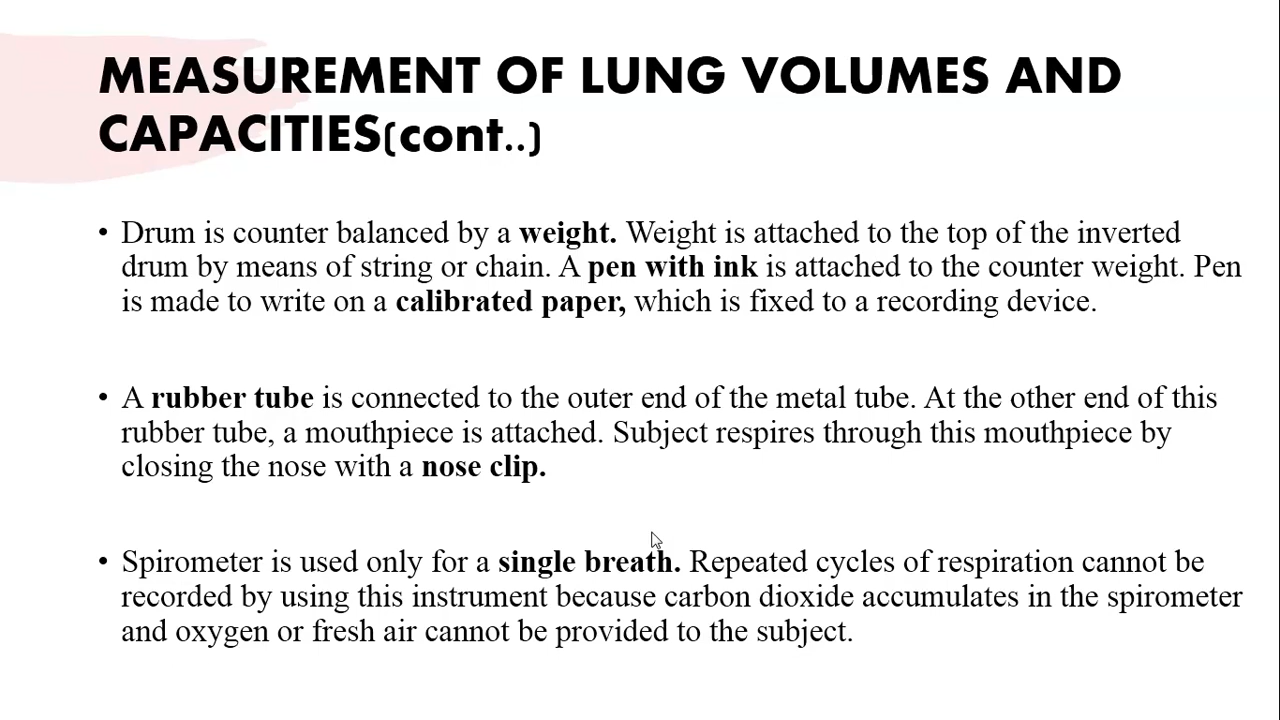 MEASUREMENT OF LUNG VOLUMES AND
CAPACITIES(cont..)
• Drum is counter balanced by a weight. Weight is attached to the top of the inverted
drum by means of string or chain. A pen with ink is attached to the counter weight. Pen
is made to write on a calibrated paper, which is fixed to a recording device.
• A rubber tube is connected to the outer end of the metal tube. At the other end of this
rubber tube, a mouthpiece is attached. Subject respires through this mouthpiece by
closing the nose with a nose clip.
• Spirometer is used only for a single breath. Repeated cycles of respiration cannot be
recorded by using this instrument because carbon dioxide accumulates in the spirometer
and oxygen or fresh air cannot be provided to the subject.